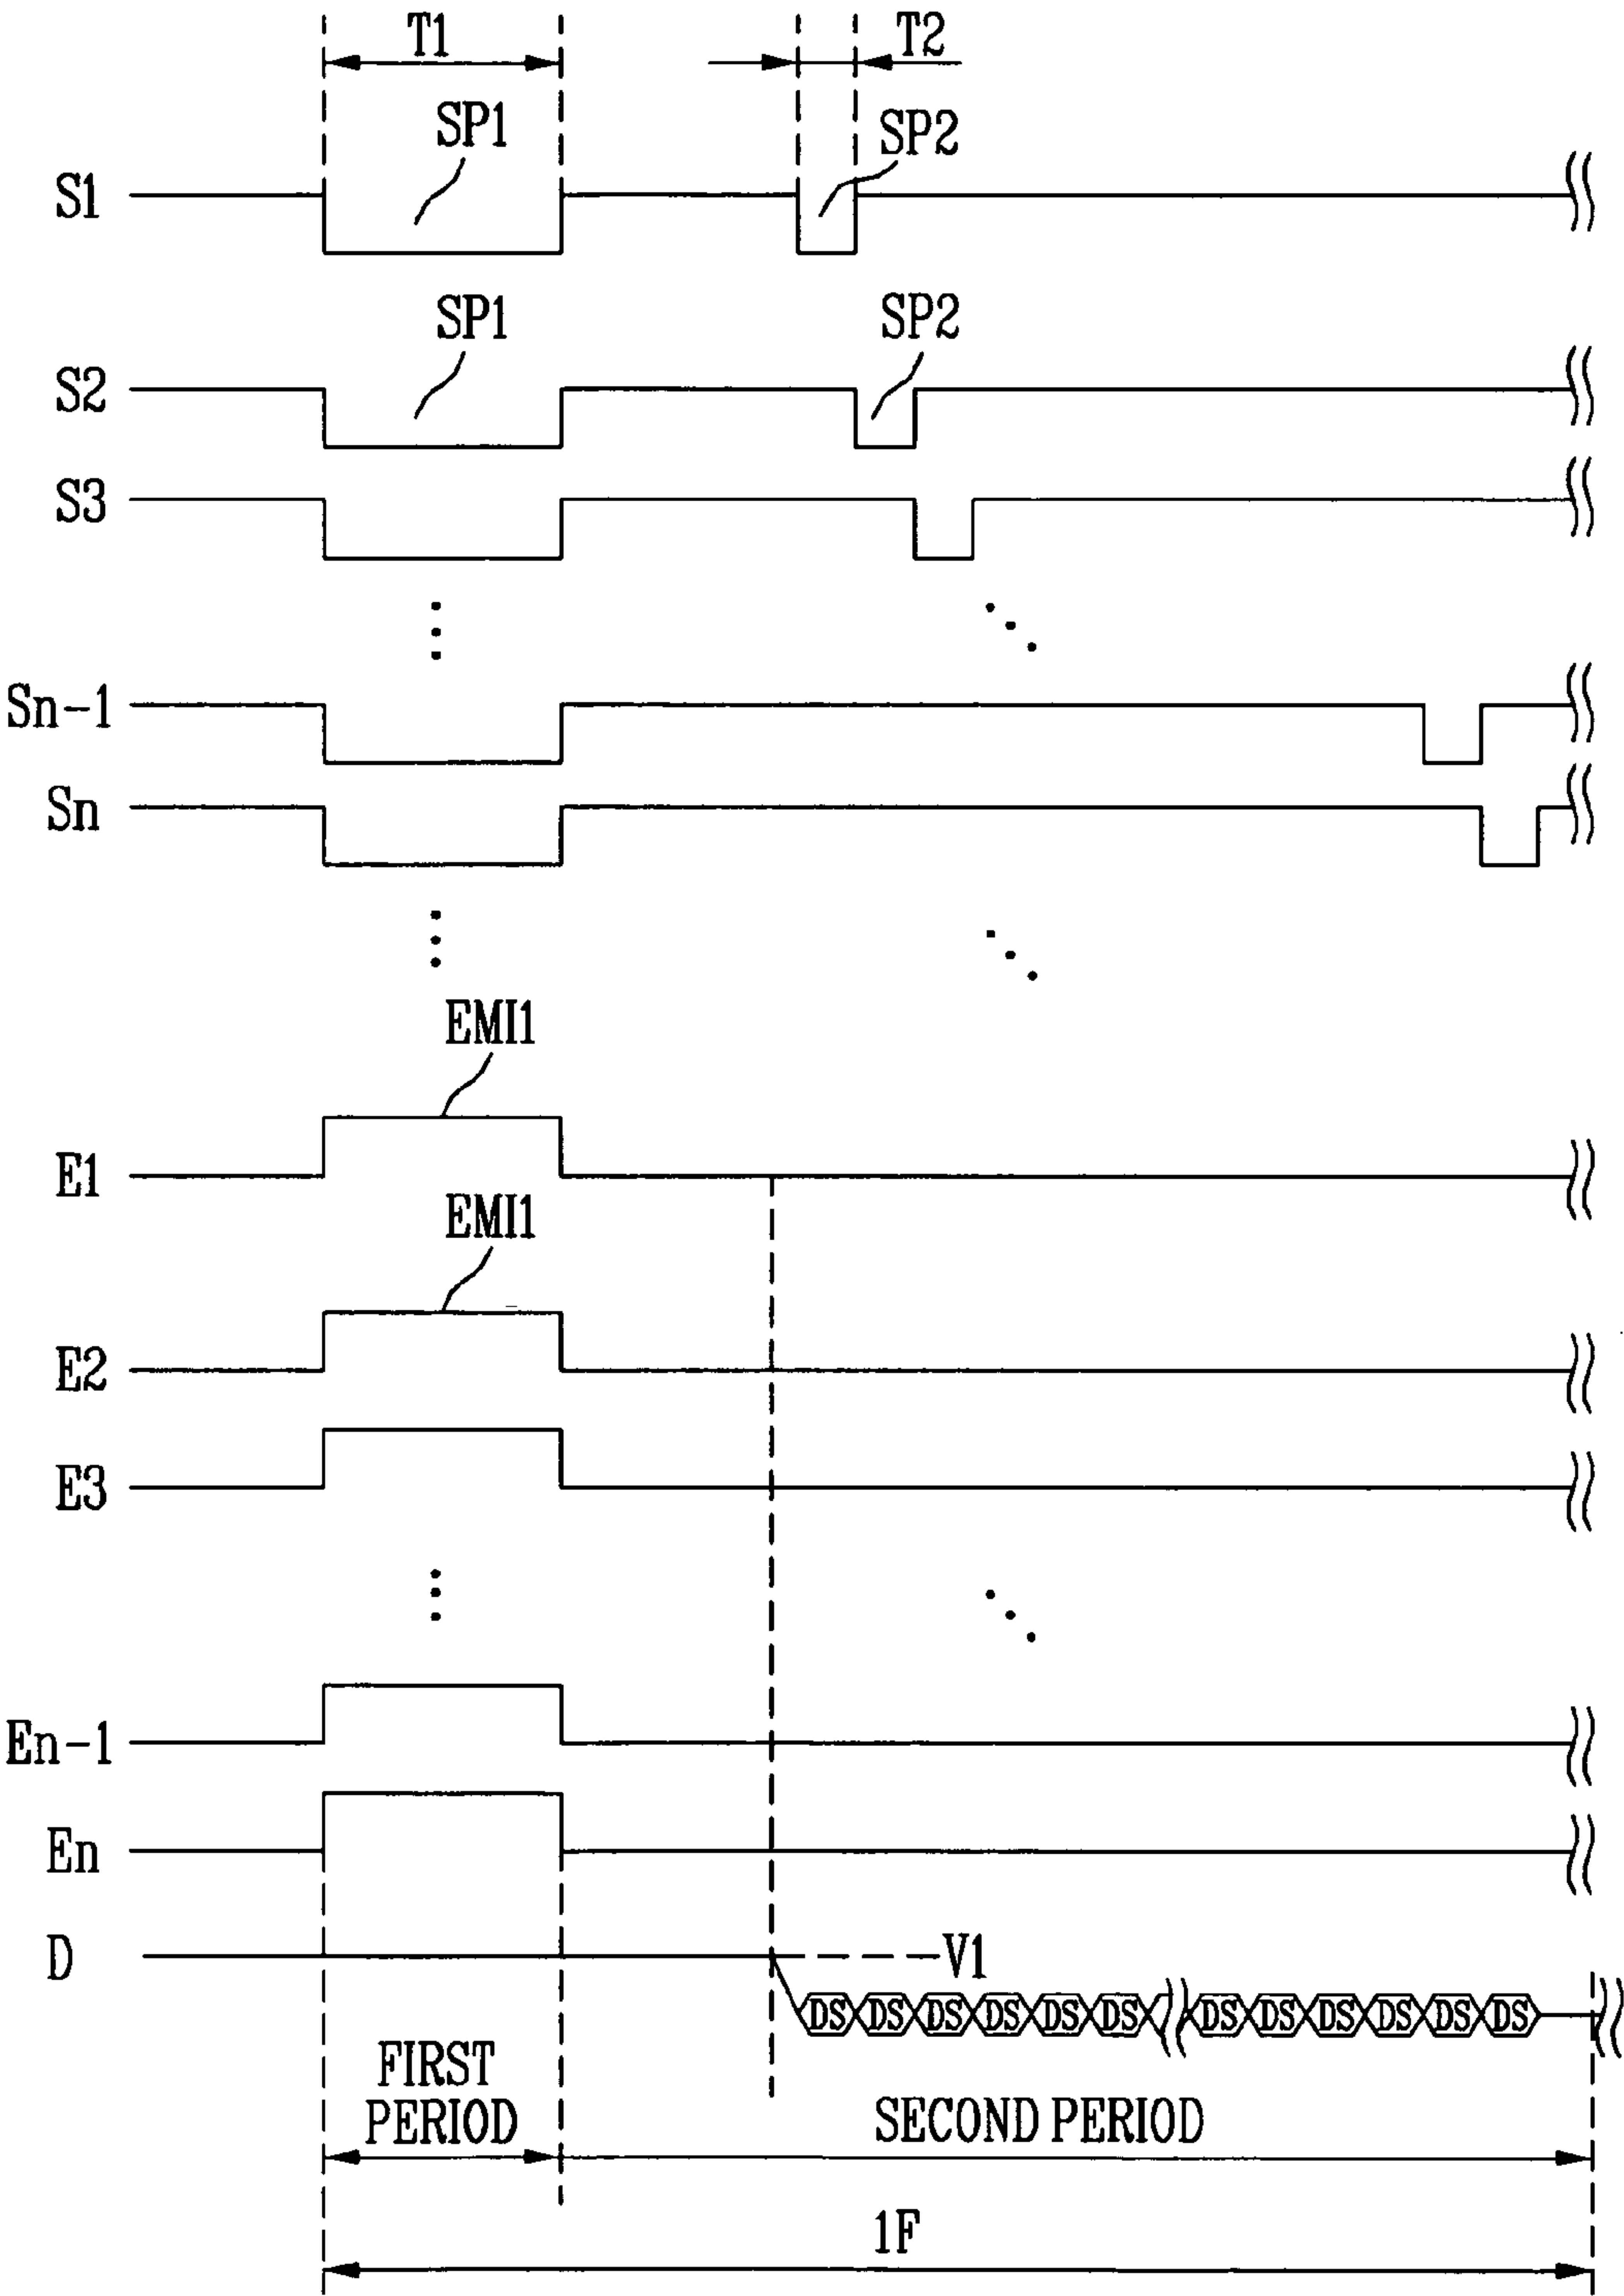 T1 T2
SP1 SP2
S1
SP1 SP2
S2
S3
Sn-1
Sn
EMI1
E1
EMI1
E2
E3
En-1
En
D V1
DS DS DS DS DS DS DS DS DS DS DS DS
FIRST
PERIOD
SECOND PERIOD
1F